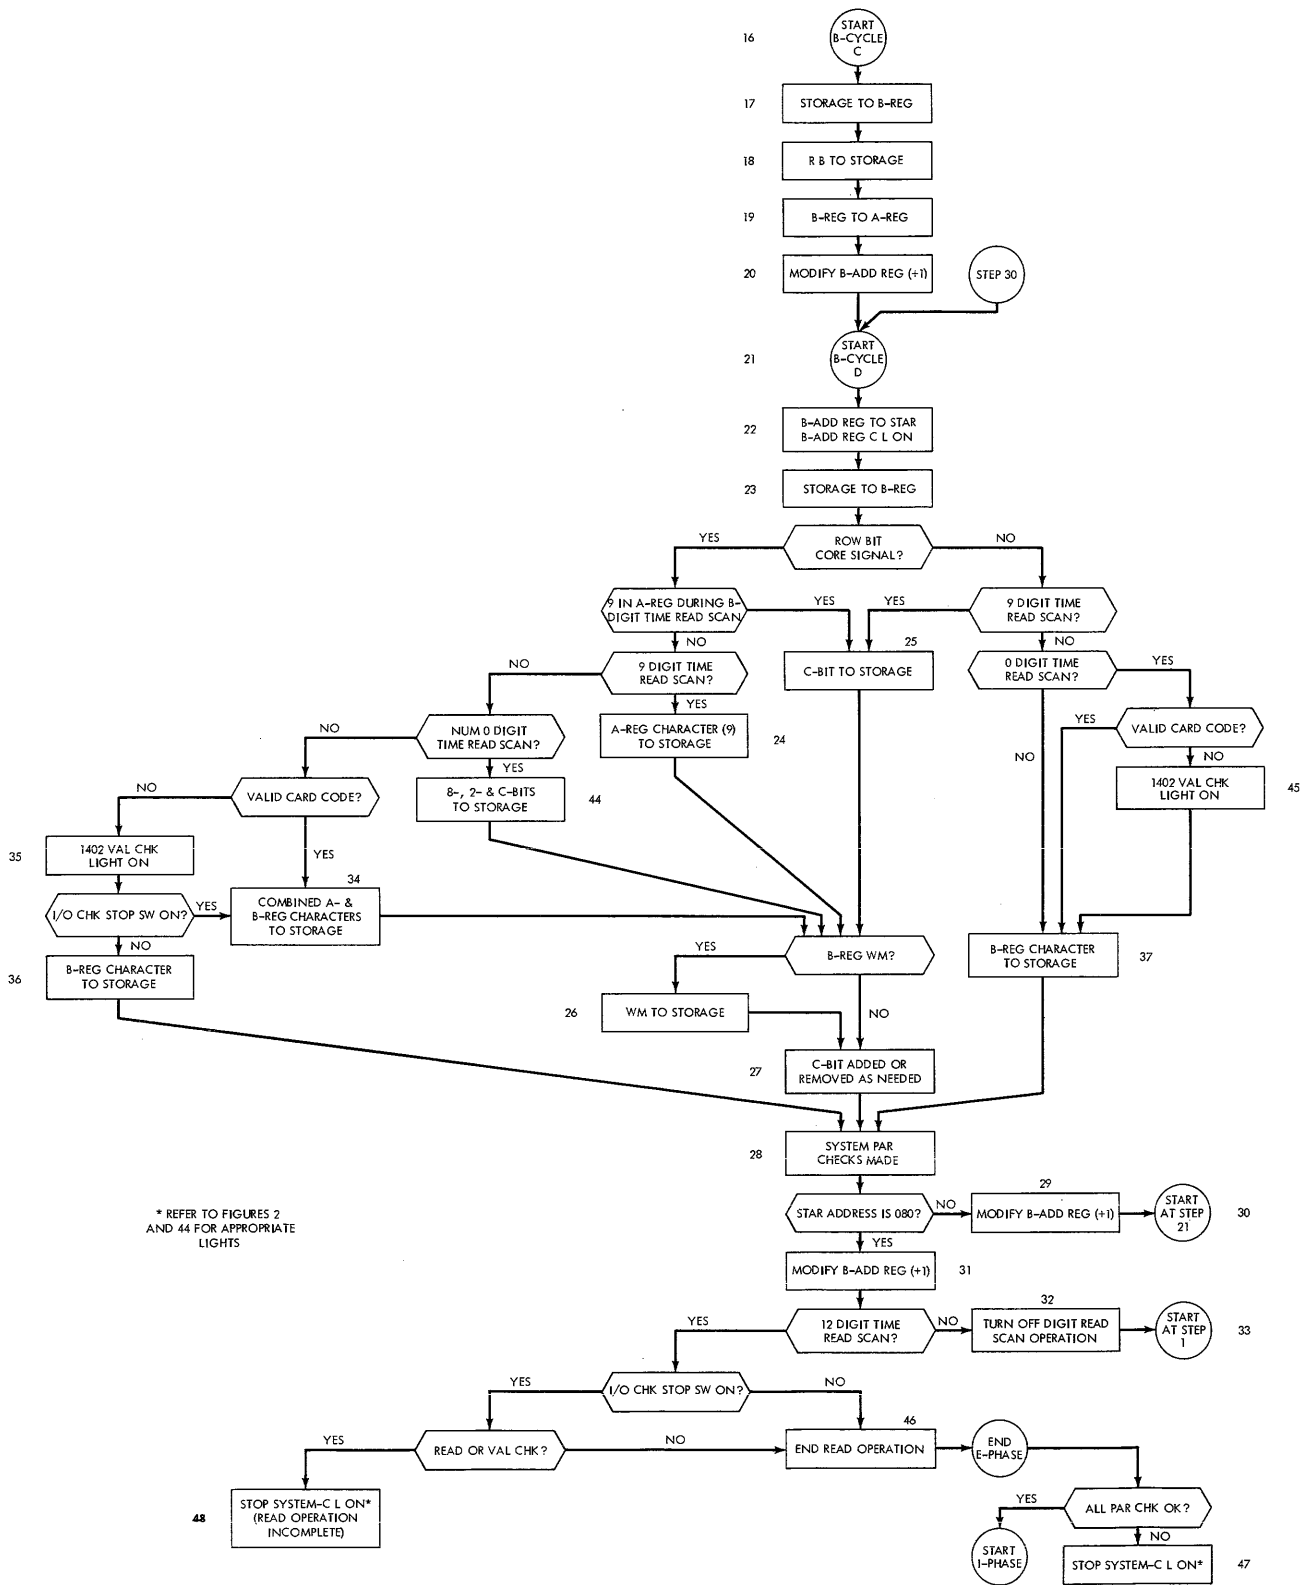 START
B-CYCLE
C
16
STORAGE TO B-REG
17
R B TO STORAGE
18
B-REG TO A-REG
19
MODIFY B-ADD REG (+1)
20
STEP 30
START
B-CYCLE
D
21
B-ADD REG TO STAR
B-ADD REG C L ON
22
STORAGE TO B-REG
23
ROW BIT
CORE SIGNAL?
YES
NO
9 IN A-REG DURING B-
DIGIT TIME READ SCAN
YES
NO
9 DIGIT TIME
READ SCAN?
YES
NO
25
C-BIT TO STORAGE
9 DIGIT TIME
READ SCAN?
NO
YES
0 DIGIT TIME
READ SCAN?
YES
NO
A-REG CHARACTER (9)
TO STORAGE
24
NUM 0 DIGIT
TIME READ SCAN?
NO
YES
VALID CARD CODE?
YES
NO
8-, 2- & C-BITS
TO STORAGE
44
1402 VAL CHK
LIGHT ON
45
VALID CARD CODE?
NO
YES
1402 VAL CHK
LIGHT ON
35
34
COMBINED A- &
B-REG CHARACTERS
TO STORAGE
I/O CHK STOP SW ON?
YES
NO
B-REG CHARACTER
TO STORAGE
36
B-REG WM?
YES
NO
B-REG CHARACTER
TO STORAGE
37
WM TO STORAGE
26
C-BIT ADDED OR
REMOVED AS NEEDED
27
SYSTEM PAR
CHECKS MADE
28
STAR ADDRESS IS 080?
NO
YES
29
MODIFY B-ADD REG (+1)
START
AT STEP
21
30
* REFER TO FIGURES 2
AND 44 FOR APPROPRIATE
LIGHTS
MODIFY B-ADD REG (+1)
31
12 DIGIT TIME
READ SCAN?
YES
NO
32
TURN OFF DIGIT READ
SCAN OPERATION
START
AT STEP
1
33
I/O CHK STOP SW ON?
YES
NO
READ OR VAL CHK?
YES
NO
46
END READ OPERATION
END
E-PHASE
STOP SYSTEM-C L ON*
(READ OPERATION
INCOMPLETE)
48
ALL PAR CHK OK?
YES
NO
START
I-PHASE
STOP SYSTEM-C L ON*
47